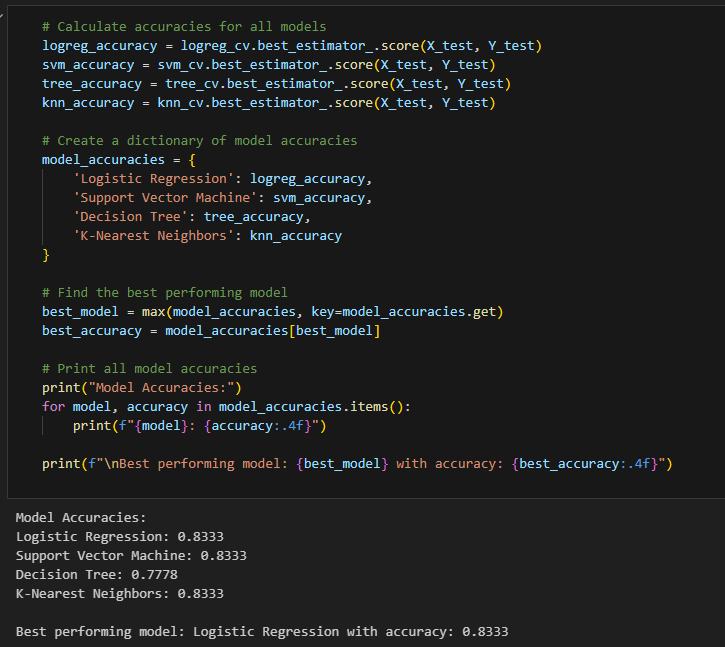 # Calculate accuracies for all models
logreg_accuracy = logreg_cv.best_estimator_.score(X_test, Y_test)
svm_accuracy = svm_cv.best_estimator_.score(X_test, Y_test)
tree_accuracy = tree_cv.best_estimator_.score(X_test, Y_test)
knn_accuracy = knn_cv.best_estimator_.score(X_test, Y_test)

# Create a dictionary of model accuracies
model_accuracies = {
    'Logistic Regression': logreg_accuracy,
    'Support Vector Machine': svm_accuracy,
    'Decision Tree': tree_accuracy,
    'K-Nearest Neighbors': knn_accuracy
}

# Find the best performing model
best_model = max(model_accuracies, key=model_accuracies.get)
best_accuracy = model_accuracies[best_model]

# Print all model accuracies
print("Model Accuracies:")
for model, accuracy in model_accuracies.items():
    print(f"{model}: {accuracy:.4f}")

print(f"\nBest performing model: {best_model} with accuracy: {best_accuracy:.4f}")

Model Accuracies:
Logistic Regression: 0.8333
Support Vector Machine: 0.8333
Decision Tree: 0.7778
K-Nearest Neighbors: 0.8333

Best performing model: Logistic Regression with accuracy: 0.8333